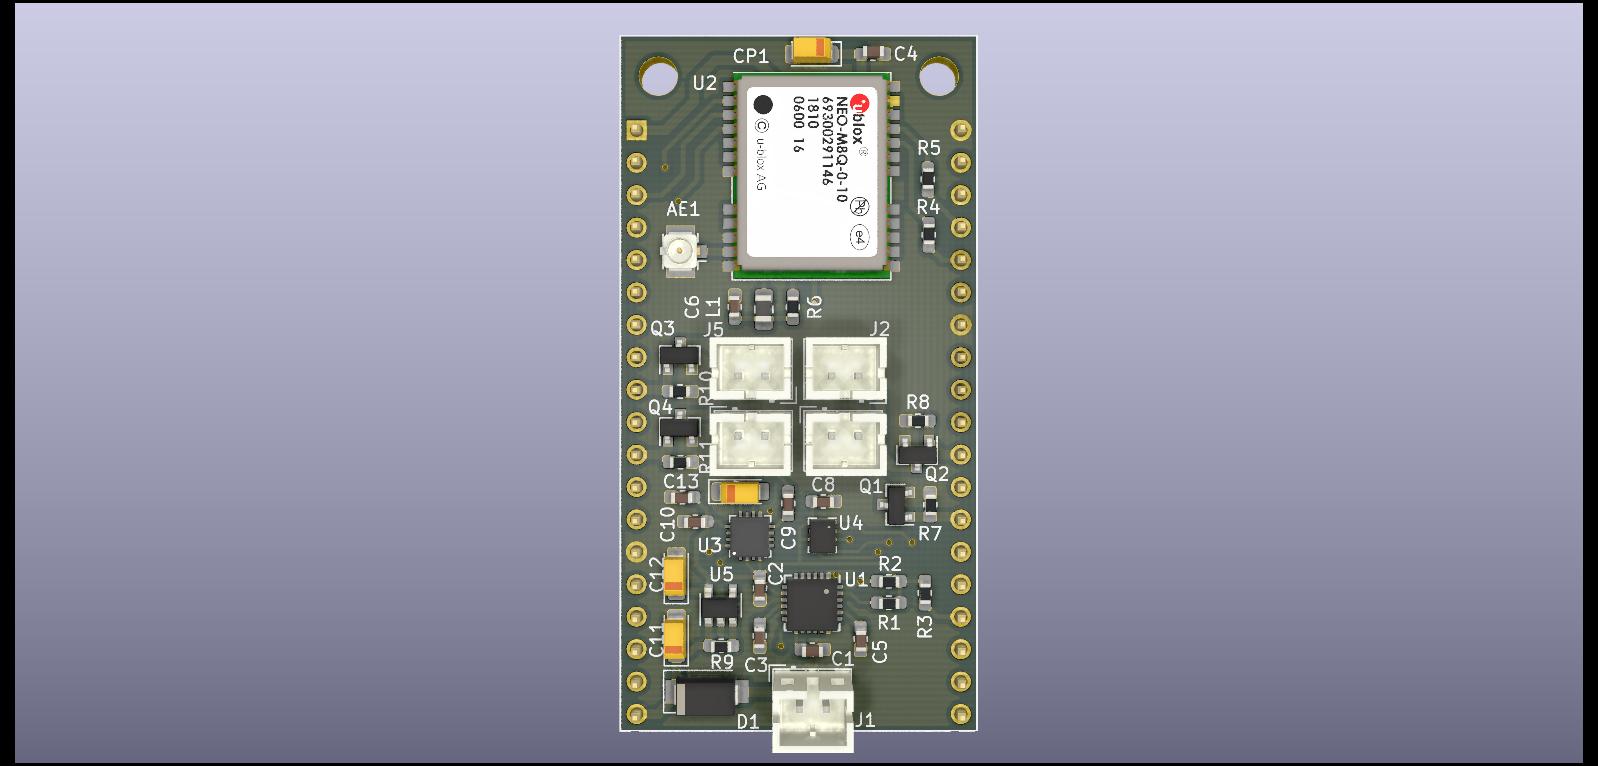 CP1
C4
U2
ublox ®
NEO-M8Q-0-10
69300291146
1810
0600 16
© u-blox AG
Pb
e4
R5
R4
AE1
C6
L1
R6
Q3
J5
J2
R10
Q4
R8
R11
Q2
C13
C8
Q1
C10
U3
C9
U4
R7
C12
U5
C2
U1
R2
R1
R3
C11
R9
C3
C1
C5
D1
J1